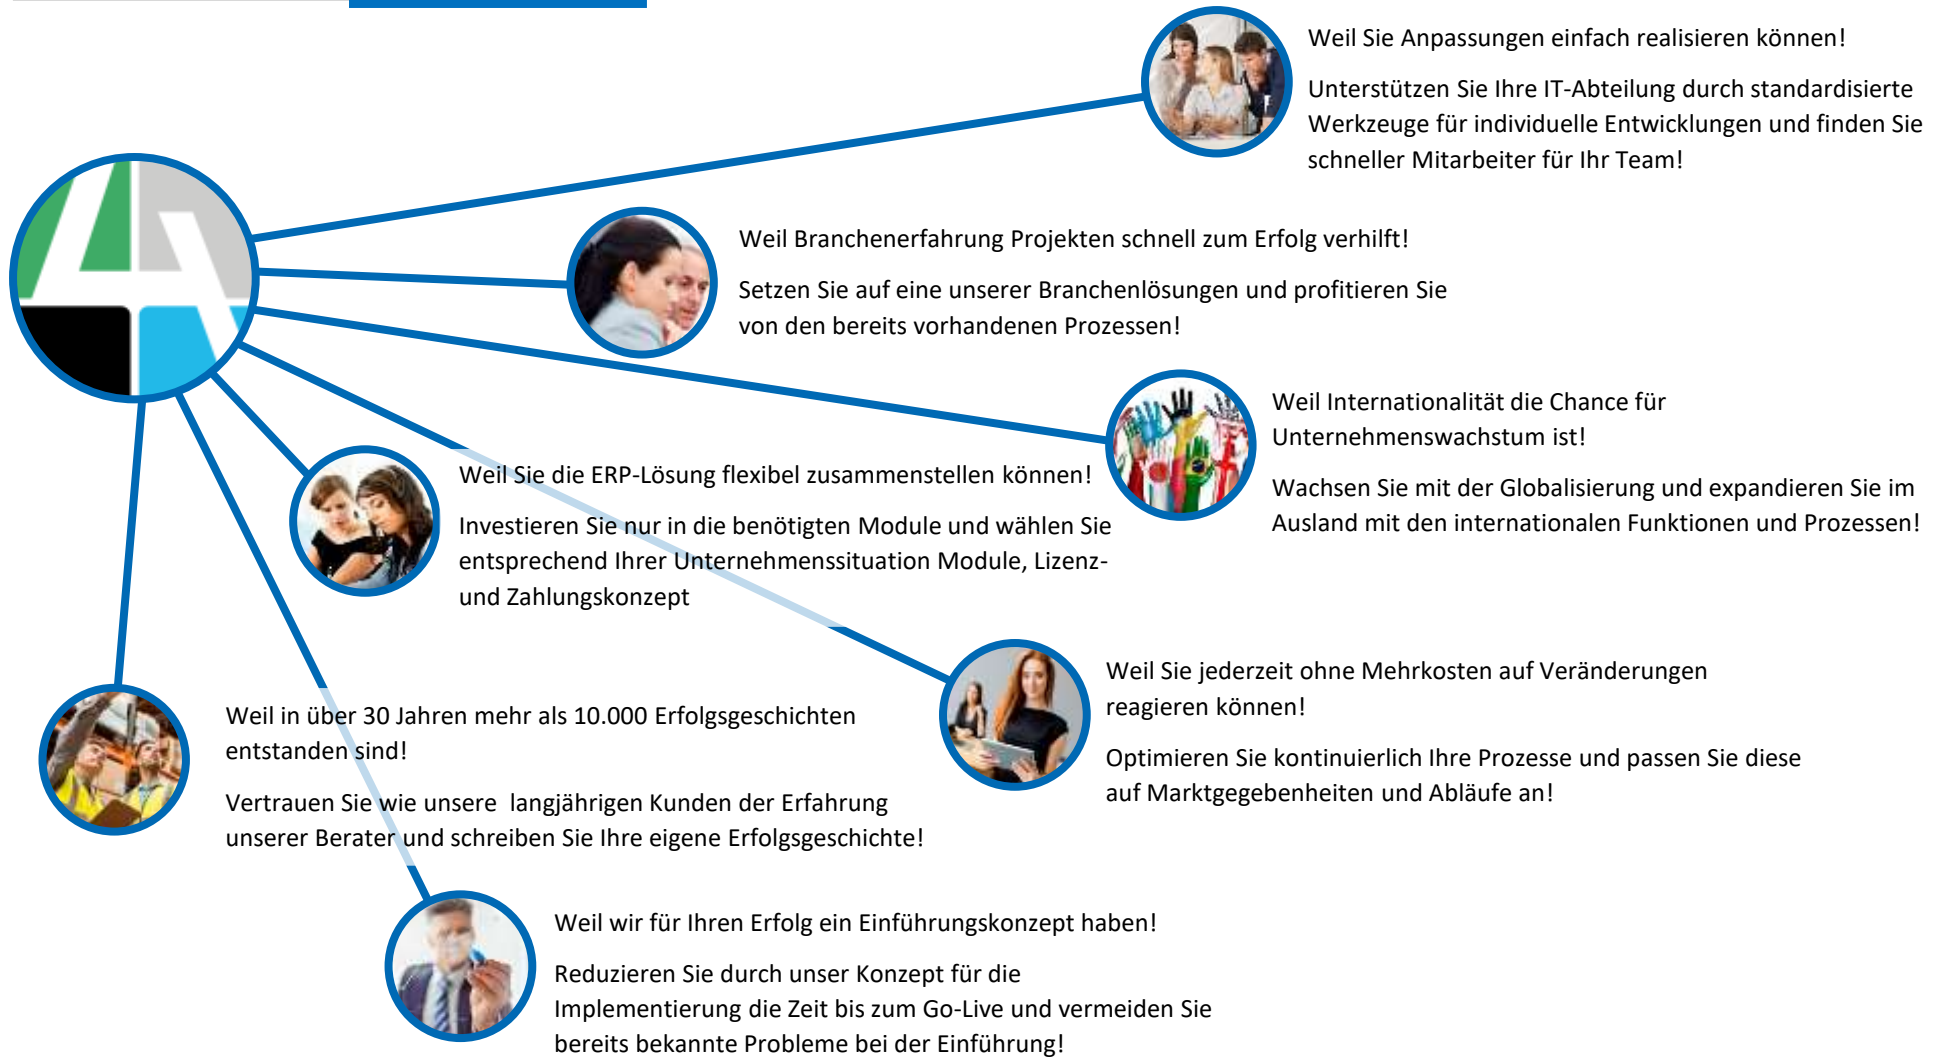 Weil Sie Anpassungen einfach realisieren können!
Unterstützen Sie Ihre IT-Abteilung durch standardisierte
Werkzeuge für individuelle Entwicklungen und finden Sie
schneller Mitarbeiter für Ihr Team!
Weil Branchenerfahrung Projekten schnell zum Erfolg verhilft!
Setzen Sie auf eine unserer Branchenlösungen und profitieren Sie
von den bereits vorhandenen Prozessen!
Weil Internationalität die Chance für
Unternehmenswachstum ist!
Wachsen Sie mit der Globalisierung und expandieren Sie im
Ausland mit den internationalen Funktionen und Prozessen!
Weil Sie die ERP-Lösung flexibel zusammenstellen können!
Investieren Sie nur in die benötigten Module und wählen Sie
entsprechend Ihrer Unternehmenssituation Module, Lizenz-
und Zahlungskonzept
Weil Sie jederzeit ohne Mehrkosten auf Veränderungen
reagieren können!
Optimieren Sie kontinuierlich Ihre Prozesse und passen Sie diese
auf Marktgegebenheiten und Abläufe an!
Weil in über 30 Jahren mehr als 10.000 Erfolgsgeschichten
entstanden sind!
Vertrauen Sie wie unsere  langjährigen Kunden der Erfahrung
unserer Berater und schreiben Sie Ihre eigene Erfolgsgeschichte!
Weil wir für Ihren Erfolg ein Einführungskonzept haben!
Reduzieren Sie durch unser Konzept für die
Implementierung die Zeit bis zum Go-Live und vermeiden Sie
bereits bekannte Probleme bei der Einführung!